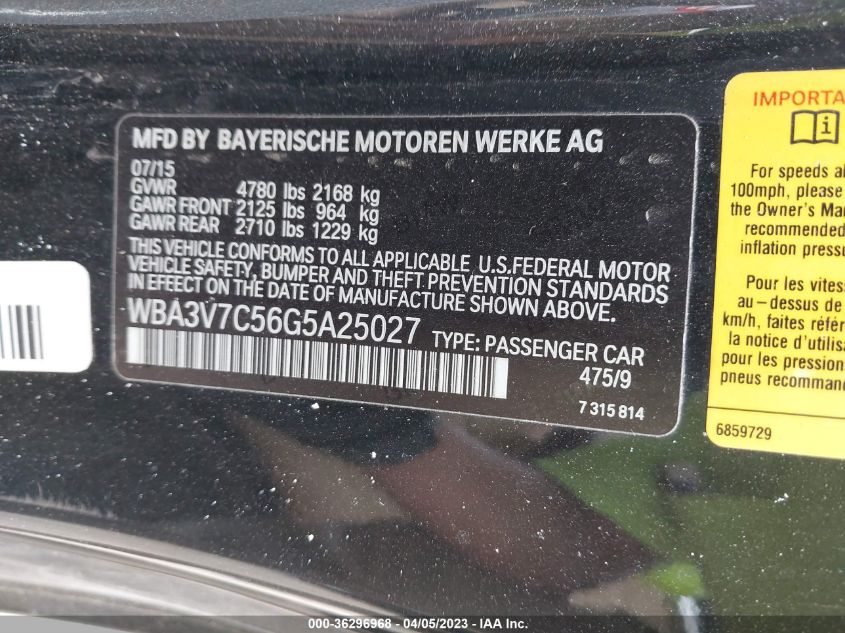 MFD BY BAYERISCHE MOTOREN WERKE AG
07/15
GVWR 4780 lbs 2168 kg
GAWR FRONT 2125 lbs 964 kg
GAWR REAR 2710 lbs 1229 kg
THIS VEHICLE CONFORMS TO ALL APPLICABLE U.S.FEDERAL MOTOR
VEHICLE SAFETY, BUMPER AND THEFT PREVENTION STANDARDS
IN EFFECT ON THE DATE OF MANUFACTURE SHOWN ABOVE.
WBA3V7C56G5A25027 TYPE: PASSENGER CAR
475/9
7 315 814
IMPORTA
i
For speeds a
100mph, please
the Owner's Ma
recommended
inflation pressu
Pour les vites
au-dessus de
km/h, faites réfé
la notice d'utilis
pour les pression
pneus recomman
6859729
000-36296968 - 04/05/2023 - IAA Inc.